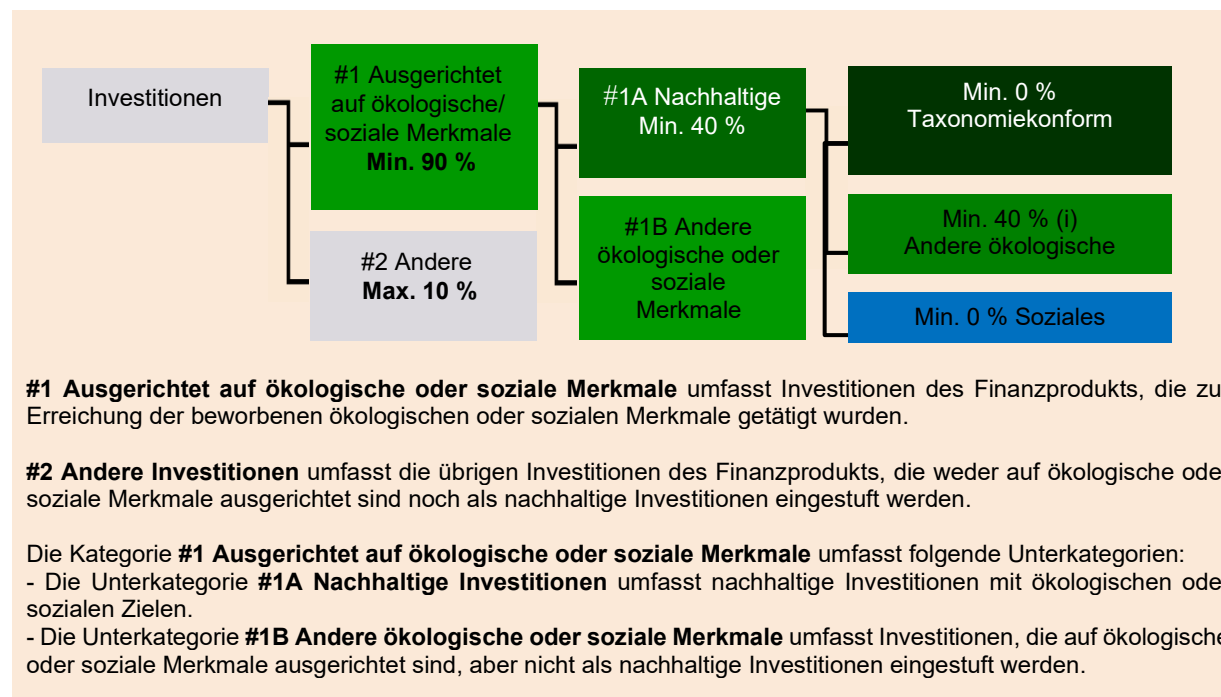 Investitionen
#1 Ausgerichtet
auf ökologische/
soziale Merkmale
Min. 90 %
#2 Andere
Max. 10 %
#1A Nachhaltige
Min. 40 %
#1B Andere
ökologische oder
soziale
Merkmale
Min. 0 %
Taxonomiekonform
Min. 40 % (i)
Andere ökologische
Min. 0 % Soziales
#1 Ausgerichtet auf ökologische oder soziale Merkmale umfasst Investitionen des Finanzprodukts, die zu
Erreichung der beworbenen ökologischen oder sozialen Merkmale getätigt wurden.
#2 Andere Investitionen umfasst die übrigen Investitionen des Finanzprodukts, die weder auf ökologische ode
soziale Merkmale ausgerichtet sind noch als nachhaltige Investitionen eingestuft werden.
Die Kategorie #1 Ausgerichtet auf ökologische oder soziale Merkmale umfasst folgende Unterkategorien:
- Die Unterkategorie #1A Nachhaltige Investitionen umfasst nachhaltige Investitionen mit ökologischen ode
sozialen Zielen.
- Die Unterkategorie #1B Andere ökologische oder soziale Merkmale umfasst Investitionen, die auf ökologische
oder soziale Merkmale ausgerichtet sind, aber nicht als nachhaltige Investitionen eingestuft werden.